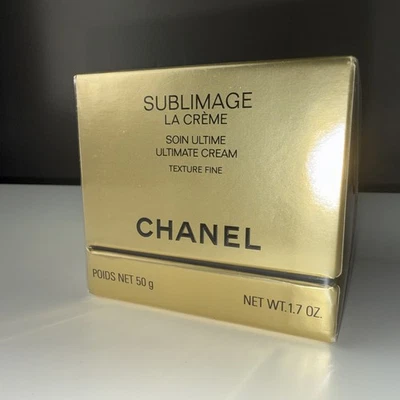 SUBLIMAGE
LA CRÈME
SOIN ULTIME
ULTIMATE CREAM
TEXTURE FINE
CHANEL
POIDS NET 50 g
NET WT.1.7 OZ.